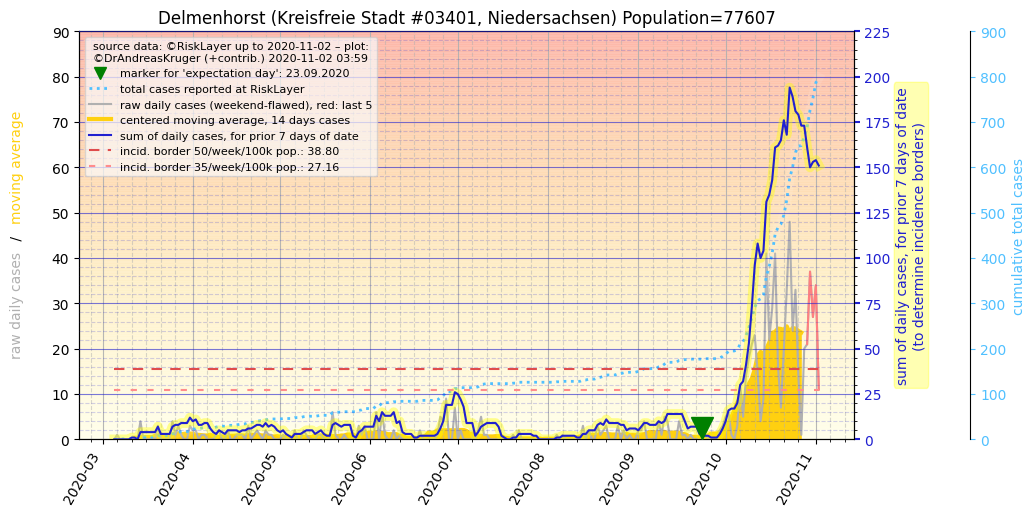 Delmenhorst (Kreisfreie Stadt #03401, Niedersachsen) Population=77607
source data: ©RiskLayer up to 2020-11-02 – plot:
©DrAndreasKruger (+contrib.) 2020-11-02 03:59
marker for 'expectation day': 23.09.2020
total cases reported at RiskLayer
raw daily cases (weekend-flawed), red: last 5
centered moving average, 14 days cases
sum of daily cases, for prior 7 days of date
incid. border 50/week/100k pop.: 38.80
incid. border 35/week/100k pop.: 27.16
raw daily cases / moving average
90
80
70
60
50
40
30
20
10
0
225
200
175
150
125
100
75
50
25
0
sum of daily cases, for prior 7 days of date
(to determine incidence borders)
900
800
700
600
500
400
300
200
100
0
cumulative total cases
2020-03
2020-04
2020-05
2020-06
2020-07
2020-08
2020-09
2020-10
2020-11